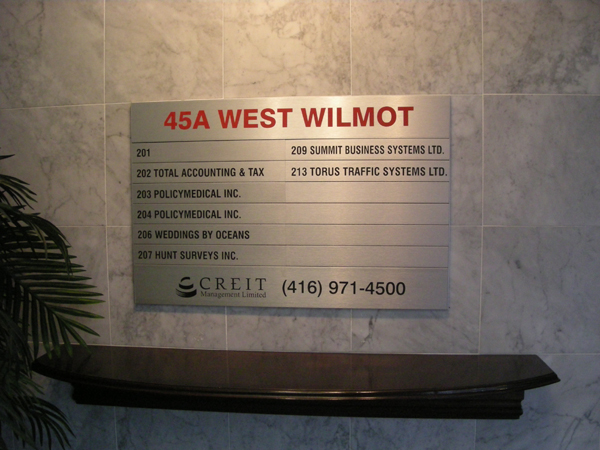 45A WEST WILMOT
201
202 TOTAL ACCOUNTING & TAX
203 POLICYMEDICAL INC.
204 POLICYMEDICAL INC.
206 WEDDINGS BY OCEANS
207 HUNT SURVEYS INC.
209 SUMMIT BUSINESS SYSTEMS LTD.
213 TORUS TRAFFIC SYSTEMS LTD.
CREIT
Management Limited
(416) 971-4500